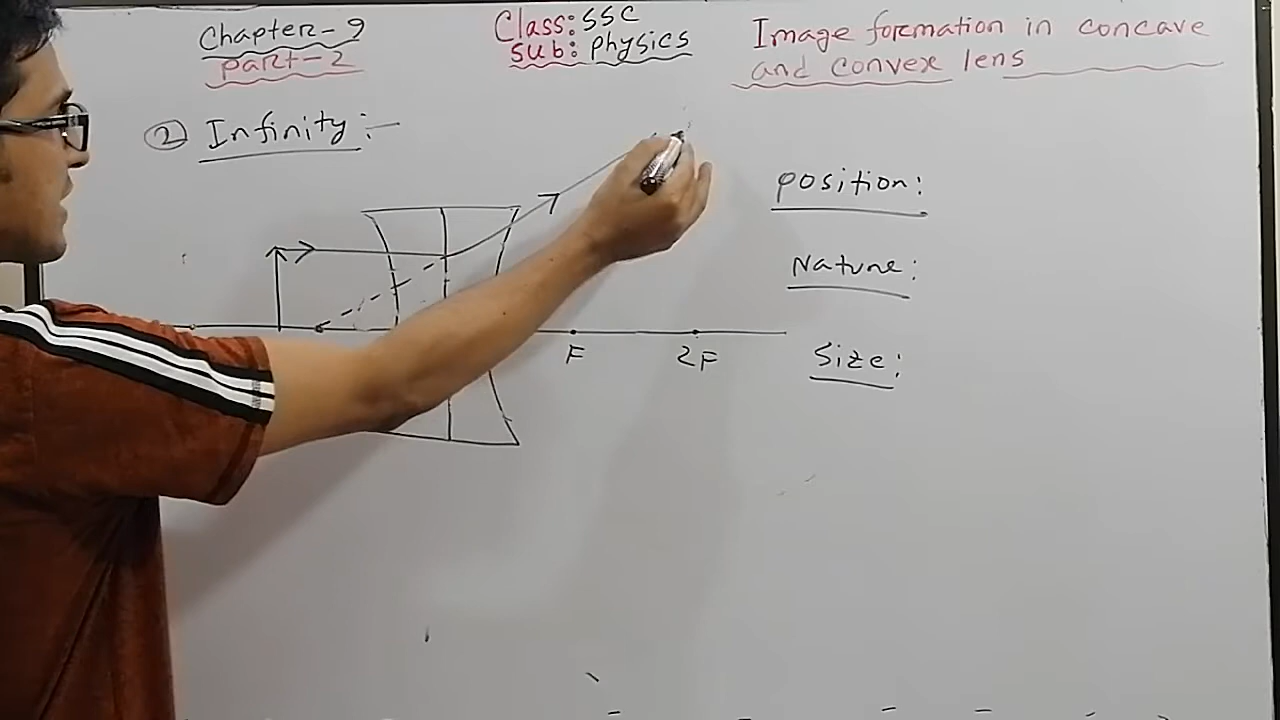 Chapter-9
Part-2
Class: SSC
Sub: Physics
Image formation in concave
and convex lens
② Infinity:-
Position:
Nature:
Size:
F
2F